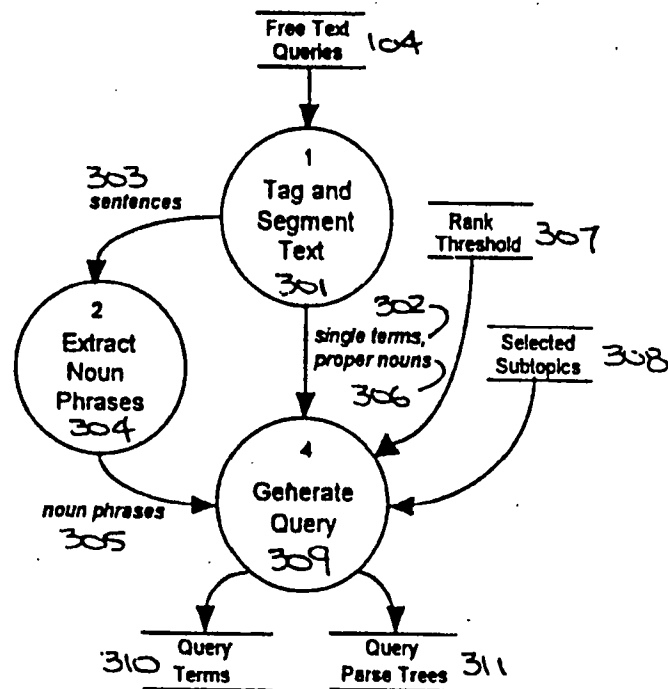 Free Text
Queries
104
1
Tag and
Segment
Text
301
303
sentences
Rank
Threshold
307
302
single terms,
proper nouns
306
Selected
Subtopics
308
2
Extract
Noun
Phrases
304
4
Generate
Query
309
noun phrases
305
310
Query
Terms
Query
Parse Trees
311